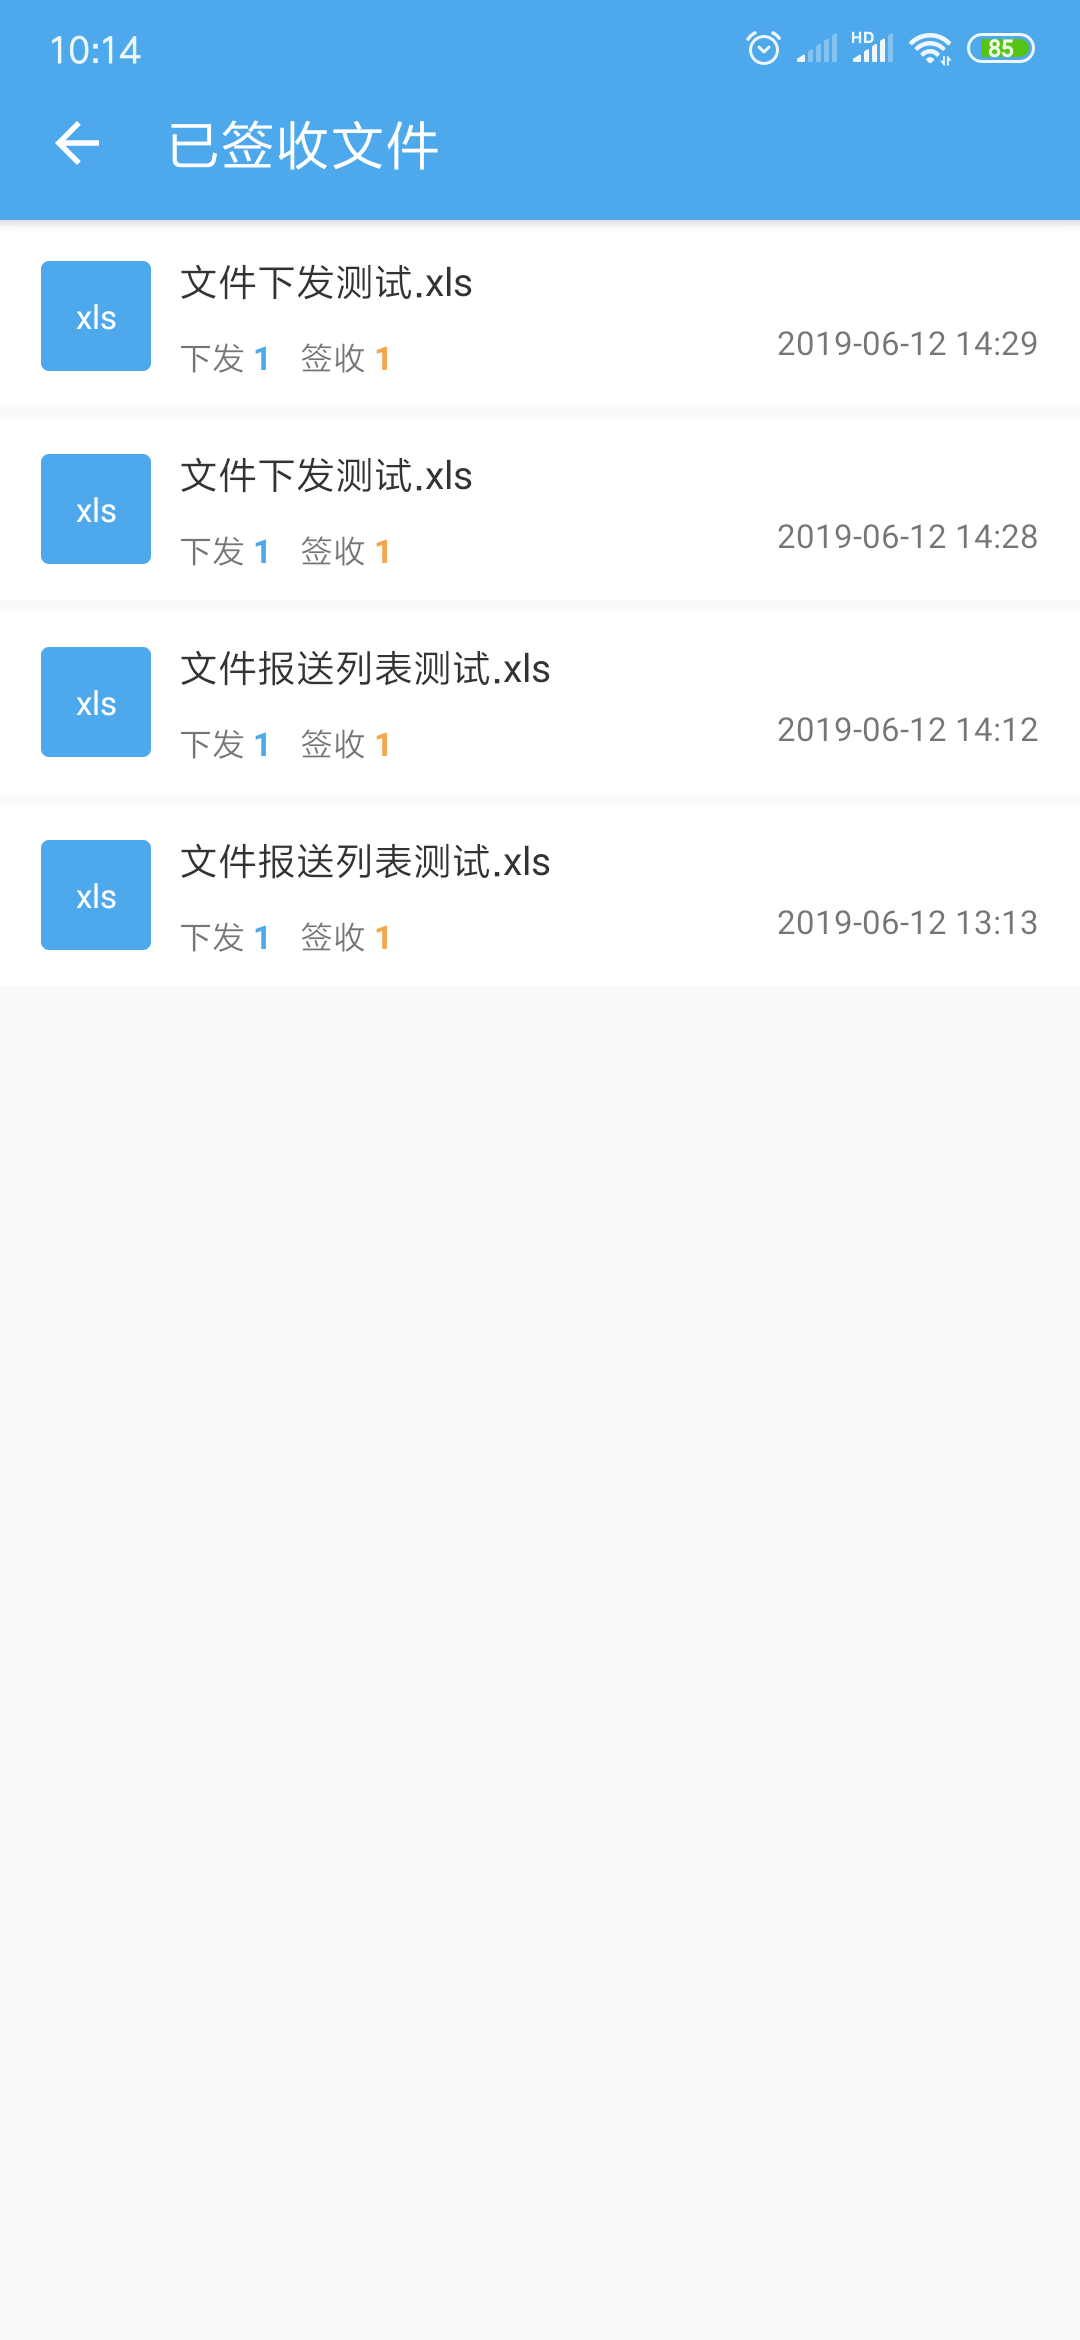 10:14
HD
85
已签收文件
xls
文件下发测试.xls
下发 1 签收 1
2019-06-12 14:29
xls
文件下发测试.xls
下发 1 签收 1
2019-06-12 14:28
xls
文件报送列表测试.xls
下发 1 签收 1
2019-06-12 14:12
xls
文件报送列表测试.xls
下发 1 签收 1
2019-06-12 13:13